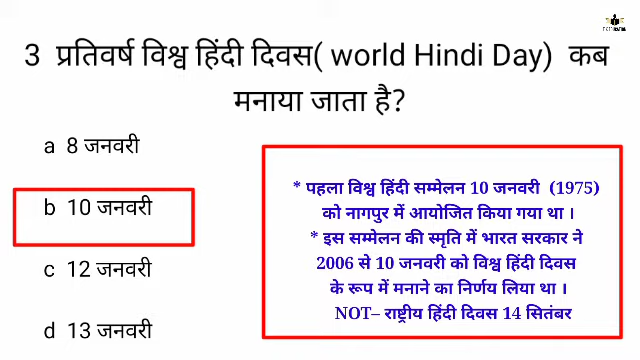 3 प्रतिवर्ष विश्व हिंदी दिवस( world Hindi Day) कब
मनाया जाता है?
a 8 जनवरी
b 10 जनवरी
c 12 जनवरी
d 13 जनवरी
* पहला विश्व हिंदी सम्मेलन 10 जनवरी (1975)
को नागपुर में आयोजित किया गया था ।
* इस सम्मेलन की स्मृति में भारत सरकार ने
2006 से 10 जनवरी को विश्व हिंदी दिवस
के रूप में मनाने का निर्णय लिया था ।
NOT– राष्ट्रीय हिंदी दिवस 14 सितंबर